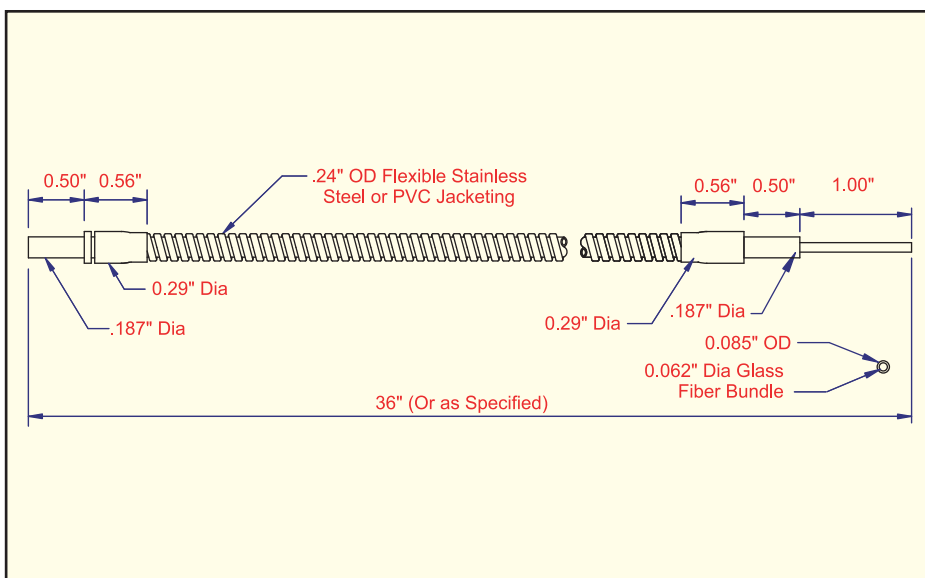 .24" OD Flexible Stainless
Steel or PVC Jacketing
0.50"
0.56"
0.56"
0.50"
1.00"
0.29" Dia
.187" Dia
0.29" Dia
.187" Dia
0.085" OD
0.062" Dia Glass
Fiber Bundle
36" (Or as Specified)